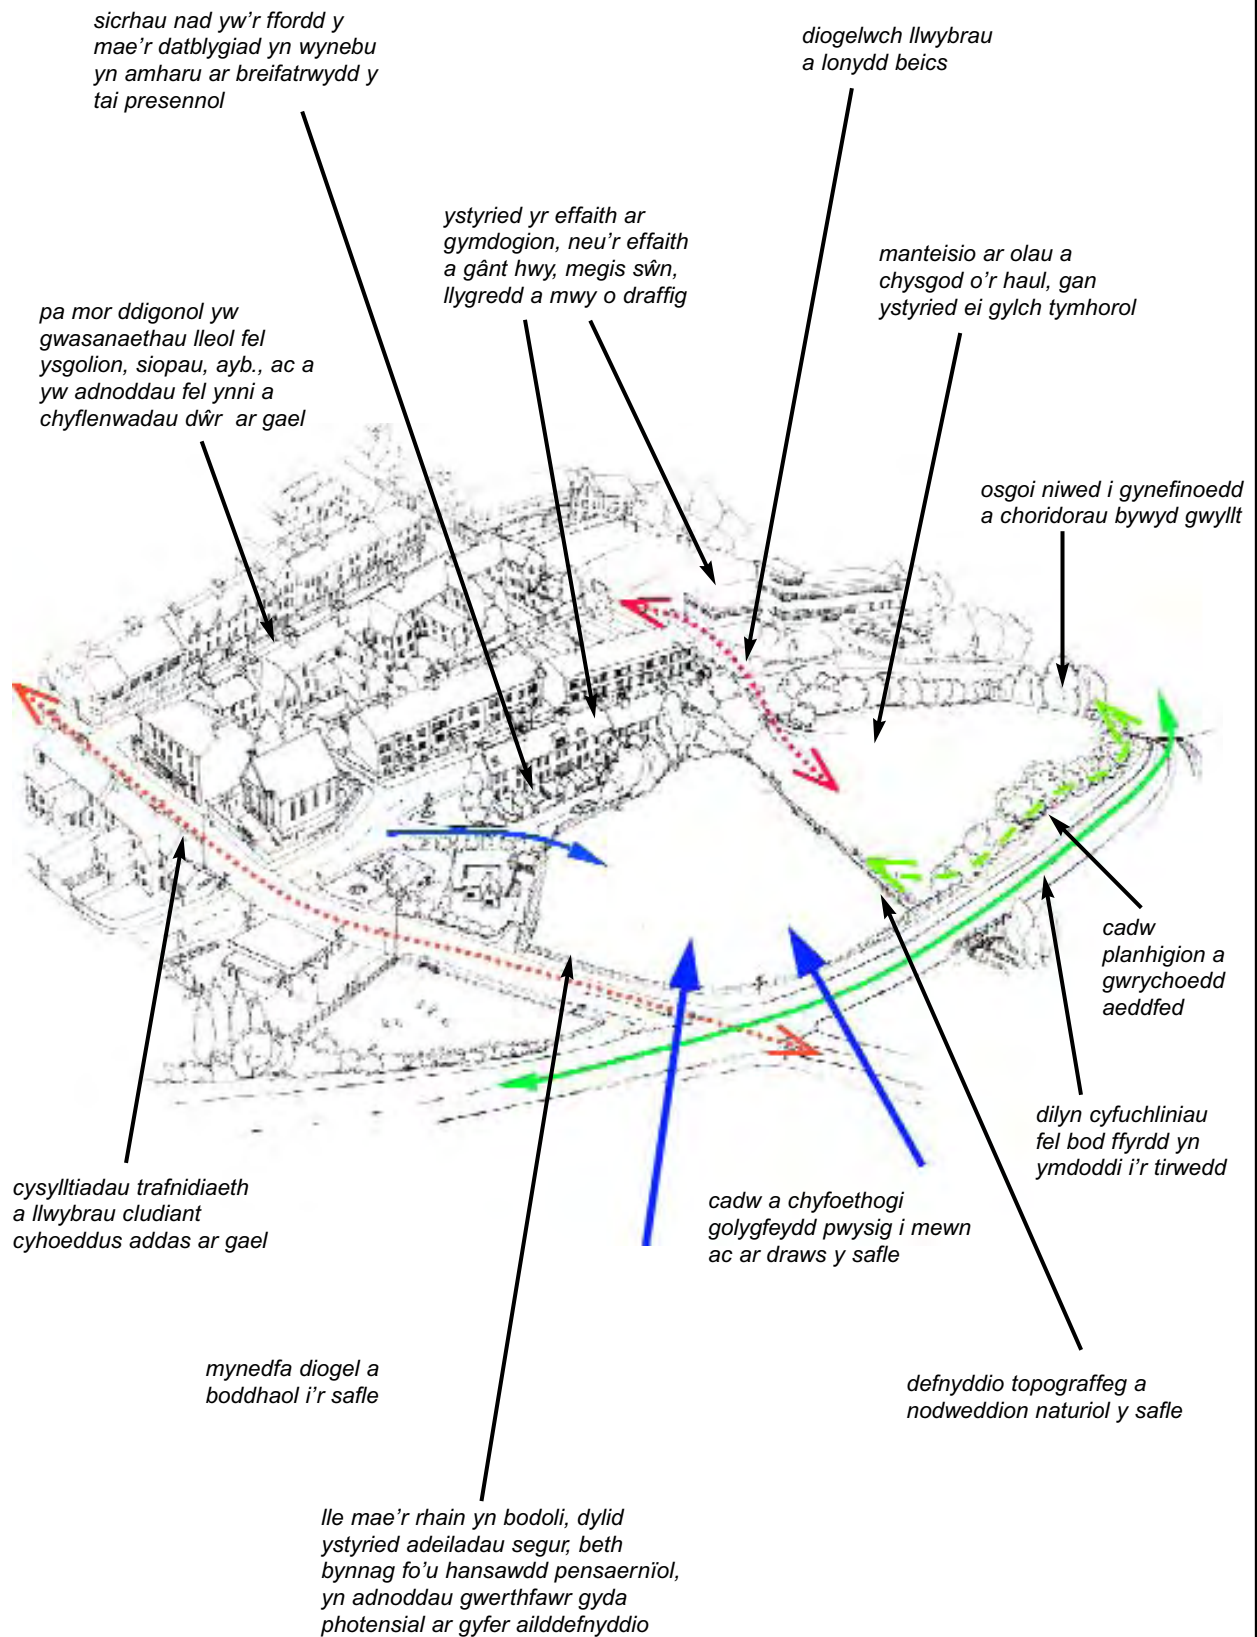 sicrhau nad yw'r ffordd y
mae'r datblygiad yn wynebu
yn amharu ar breifatrwydd y
tai presennol
diogelwch llwybrau
a lonydd beics
ystyried yr effaith ar
gymdogion, neu'r effaith
a gânt hwy, megis sŵn,
llygredd a mwy o draffig
manteisio ar olau a
chysgod o'r haul, gan
ystyried ei gylch tymhorol
pa mor ddigonol yw
gwasanaethau lleol fel
ysgolion, siopau, ayb., ac a
yw adnoddau fel ynni a
chyflenwadau dŵr ar gael
osgoi niwed i gynefinoedd
a choridorau bywyd gwyllt
cadw
planhigion a
gwrychoedd
aeddfed
dilyn cyfuchliniau
fel bod ffyrdd yn
ymdoddi i'r tirwedd
cysylltiadau trafnidiaeth
a llwybrau cludiant
cyhoeddus addas ar gael
cadw a chyfoethogi
golygfeydd pwysig i mewn
ac ar draws y safle
mynedfa diogel a
boddhaol i'r safle
defnyddio topograffeg a
nodweddion naturiol y safle
lle mae'r rhain yn bodoli, dylid
ystyried adeiladau segur, beth
bynnag fo'u hansawdd pensaernïol,
yn adnoddau gwerthfawr gyda
photensial ar gyfer ailddefnyddio